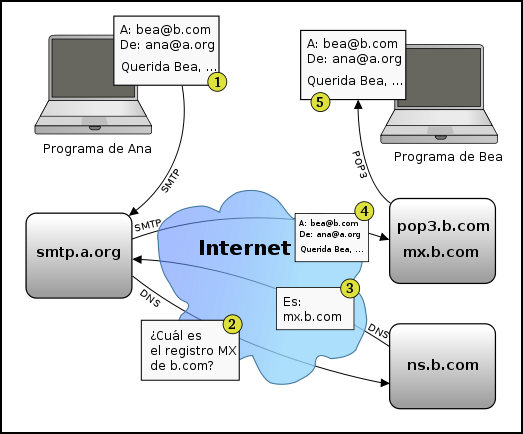 A: bea@b.com
De: ana@a.org
Querida Bea, ...
1
Programa de Ana
A: bea@b.com
De: ana@a.org
Querida Bea, ...
5
Programa de Bea
SMTP
POP3
smtp.a.org
SMTP
Internet
A: bea@b.com
De: ana@a.org
Querida Bea, ...
4
pop3.b.com
mx.b.com
DNS
¿Cuál es
el registro MX
de b.com?
2
Es:
mx.b.com
3
DNS
ns.b.com